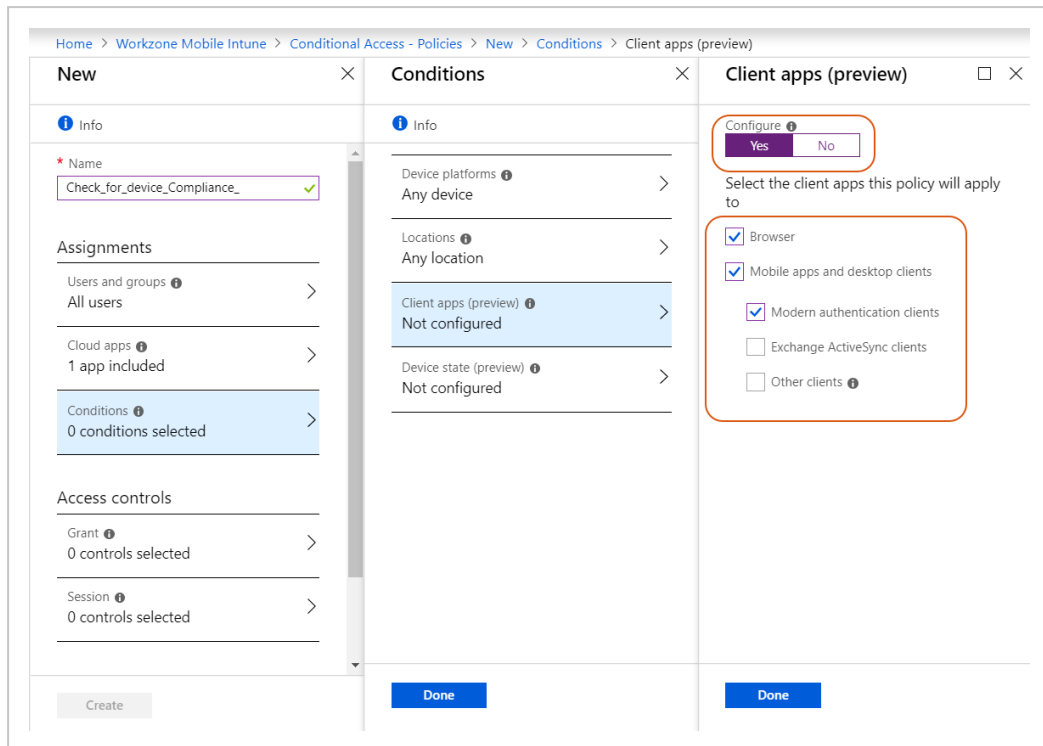 Home > Workzone Mobile Intune > Conditional Access - Policies > New > Conditions > Client apps (preview)
New
Info
* Name
Check_for_device_Compliance_
Assignments
Users and groups
All users
Cloud apps
1 app included
Conditions
0 conditions selected
Access controls
Grant
0 controls selected
Session
0 controls selected
Create
Conditions
Info
Device platforms
Any device
Locations
Any location
Client apps (preview)
Not configured
Device state (preview)
Not configured
Done
Client apps (preview)
Configure
Yes No
Select the client apps this policy will apply
to
Browser
Mobile apps and desktop clients
Modern authentication clients
Exchange ActiveSync clients
Other clients
Done